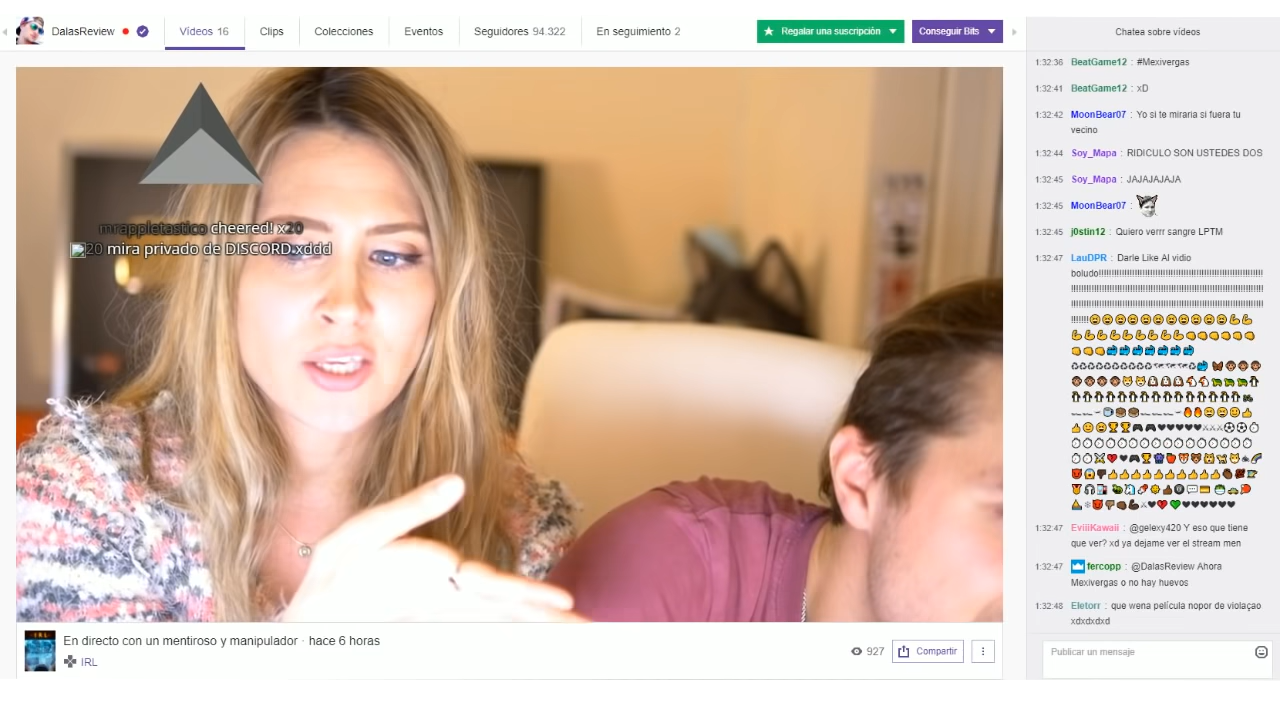 DalasReview
Vídeos 16
Clips
Colecciones
Eventos
Seguidores 94.322
En seguimiento 2
Regalar una suscripción
Conseguir Bits
Chatea sobre vídeos
mrappletastico cheered! x20
20 mira privado de DISCORD.xddd
1:32:36 BeatGame12 : #Mexivergas
1:32:41 BeatGame12 : xD
1:32:42 MoonBear07 : Yo si te miraria si fuera tu
vecino
1:32:44 Soy_Mapa : RIDICULO SON USTEDES DOS
1:32:45 Soy_Mapa : JAJAJAJAJA
1:32:45 MoonBear07 :
1:32:45 j0stin12 : Quiero verrr sangre LPTM
1:32:47 LauDPR : Darle Like Al vidio
boludo!!!!!!!!!!!!!!!!!!!!!!!!!!!!!!!!!!!!!!!!!!!!!!!!!!!!!!
!!!!!!!!!!!!!!!!!!!!!!!!!!!!!!!!!!!!!!!!!!!!!!!!!!!!!!!!!!!!!!!!
!!!!!!!!!!!!!!!!!!!!!!!!!!!!!!!!!!!!!!!!!!!!!!!!!!!!!!!!!!!!!!!!
!!!!!!
1:32:47 EviiiKawaii : @gelexy420 Y eso que tiene
que ver? xd ya dejame ver el stream men
1:32:47 fercopp : @DalasReview Ahora
Mexivergas o no hay huevos
1:32:48 Eletorr : que wena película nopor de violaçao
xdxdxdxd
En directo con un mentiroso y manipulador · hace 6 horas
IRL
IRL
927
Compartir
Publicar un mensaje